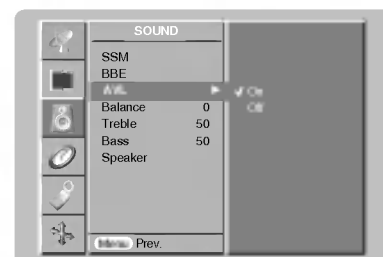 SOUND
SSM
BBE
AVL
On
Off
Balance 0
Treble 50
Bass 50
Speaker
Menu Prev.